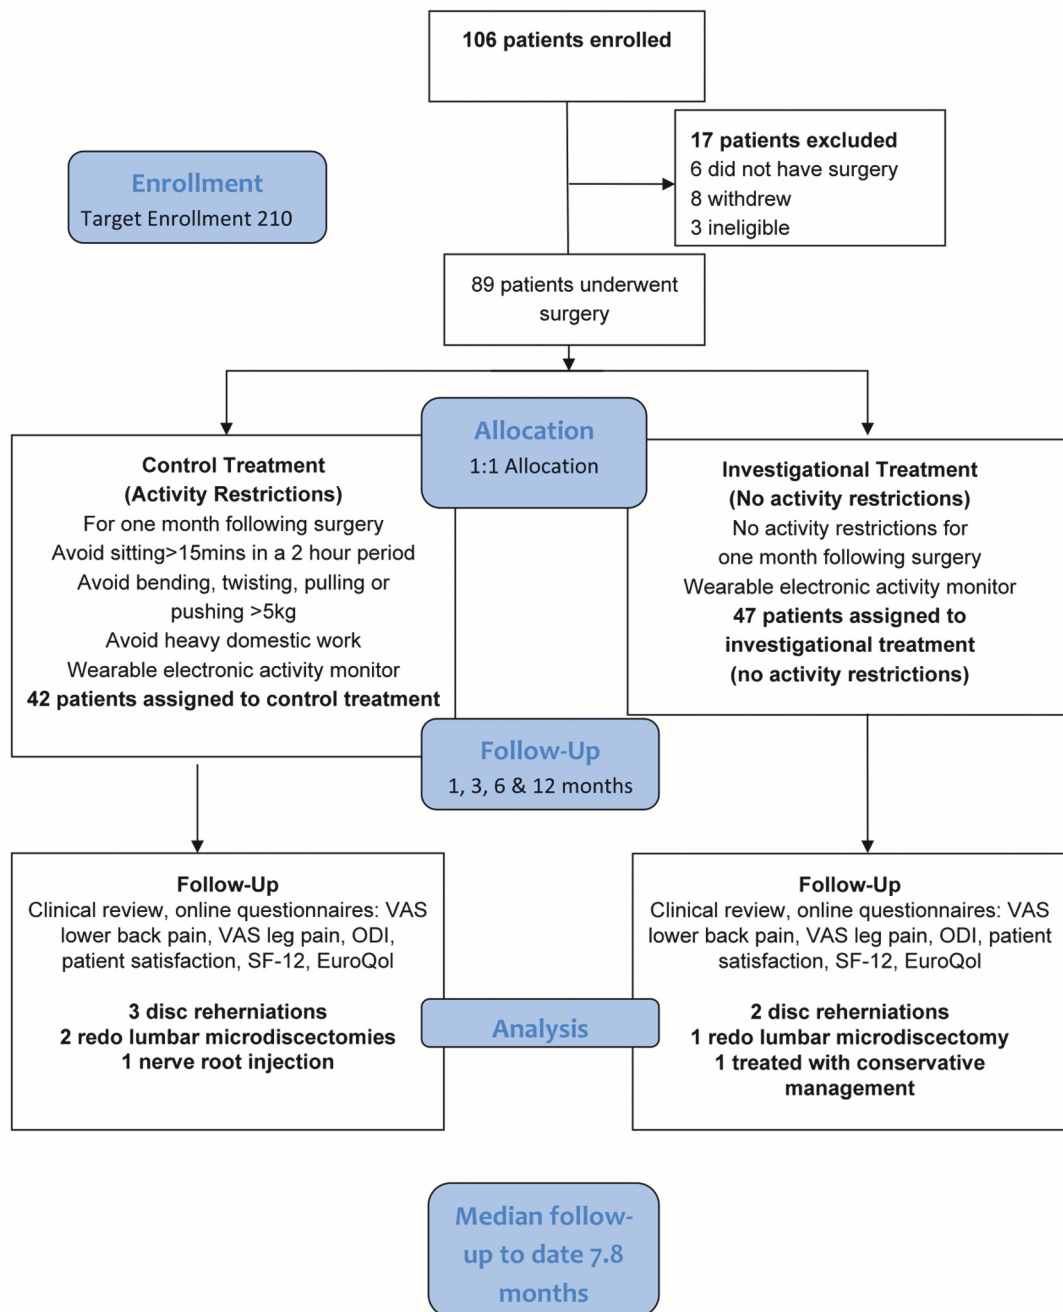 106 patients enrolled
17 patients excluded
6 did not have surgery
8 withdrew
3 ineligible
Enrollment
Target Enrollment 210
89 patients underwent
surgery
Allocation
1:1 Allocation
Control Treatment
(Activity Restrictions)
For one month following surgery
Avoid sitting>15mins in a 2 hour period
Avoid bending, twisting, pulling or
pushing >5kg
Avoid heavy domestic work
Wearable electronic activity monitor
42 patients assigned to control treatment
Investigational Treatment
(No activity restrictions)
No activity restrictions for
one month following surgery
Wearable electronic activity monitor
47 patients assigned to
investigational treatment
(no activity restrictions)
Follow-Up
1, 3, 6 & 12 months
Follow-Up
Clinical review, online questionnaires: VAS
lower back pain, VAS leg pain, ODI,
patient satisfaction, SF-12, EuroQol
3 disc reherniations
2 redo lumbar microdiscectomies
1 nerve root injection
Follow-Up
Clinical review, online questionnaires: VAS
lower back pain, VAS leg pain, ODI, patient
satisfaction, SF-12, EuroQol
2 disc reherniations
1 redo lumbar microdiscectomy
1 treated with conservative
management
Analysis
Median follow-
up to date 7.8
months